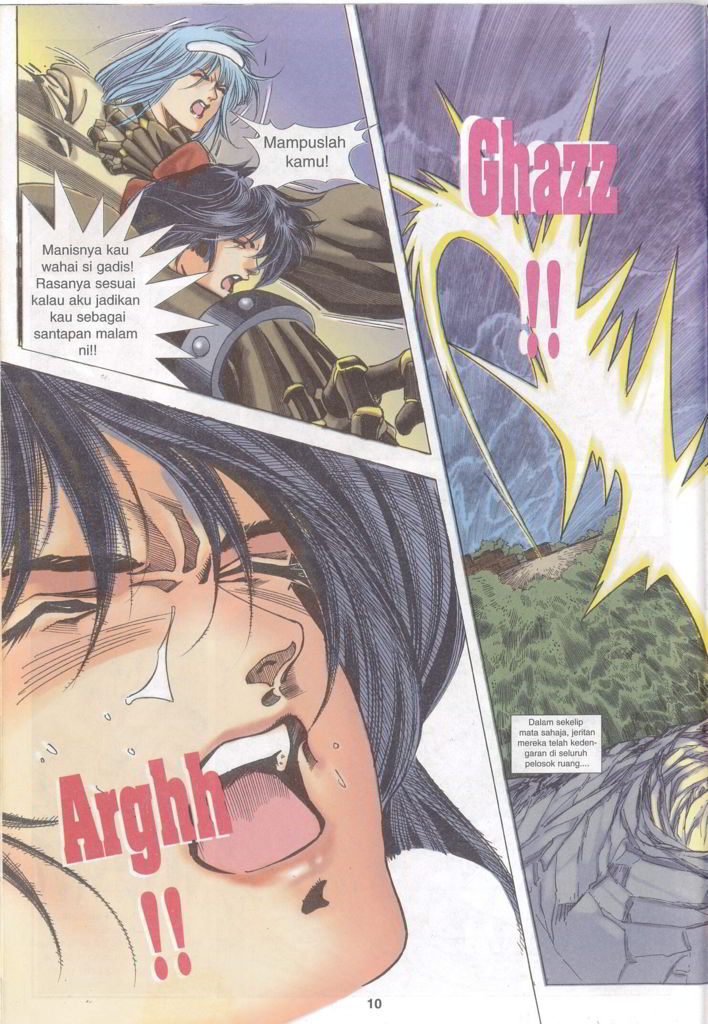 Mampuslah
kamu!
Manisnya kau
wahai si gadis!
Rasanya sesuai
kalau aku jadikan
kau sebagai
santapan malam
ni!!
Ghazz
!!
Arghh
!!
Dalam sekelip
mata sahaja, jeritan
mereka telah keden-
garan di seluruh
pelosok ruang....
10